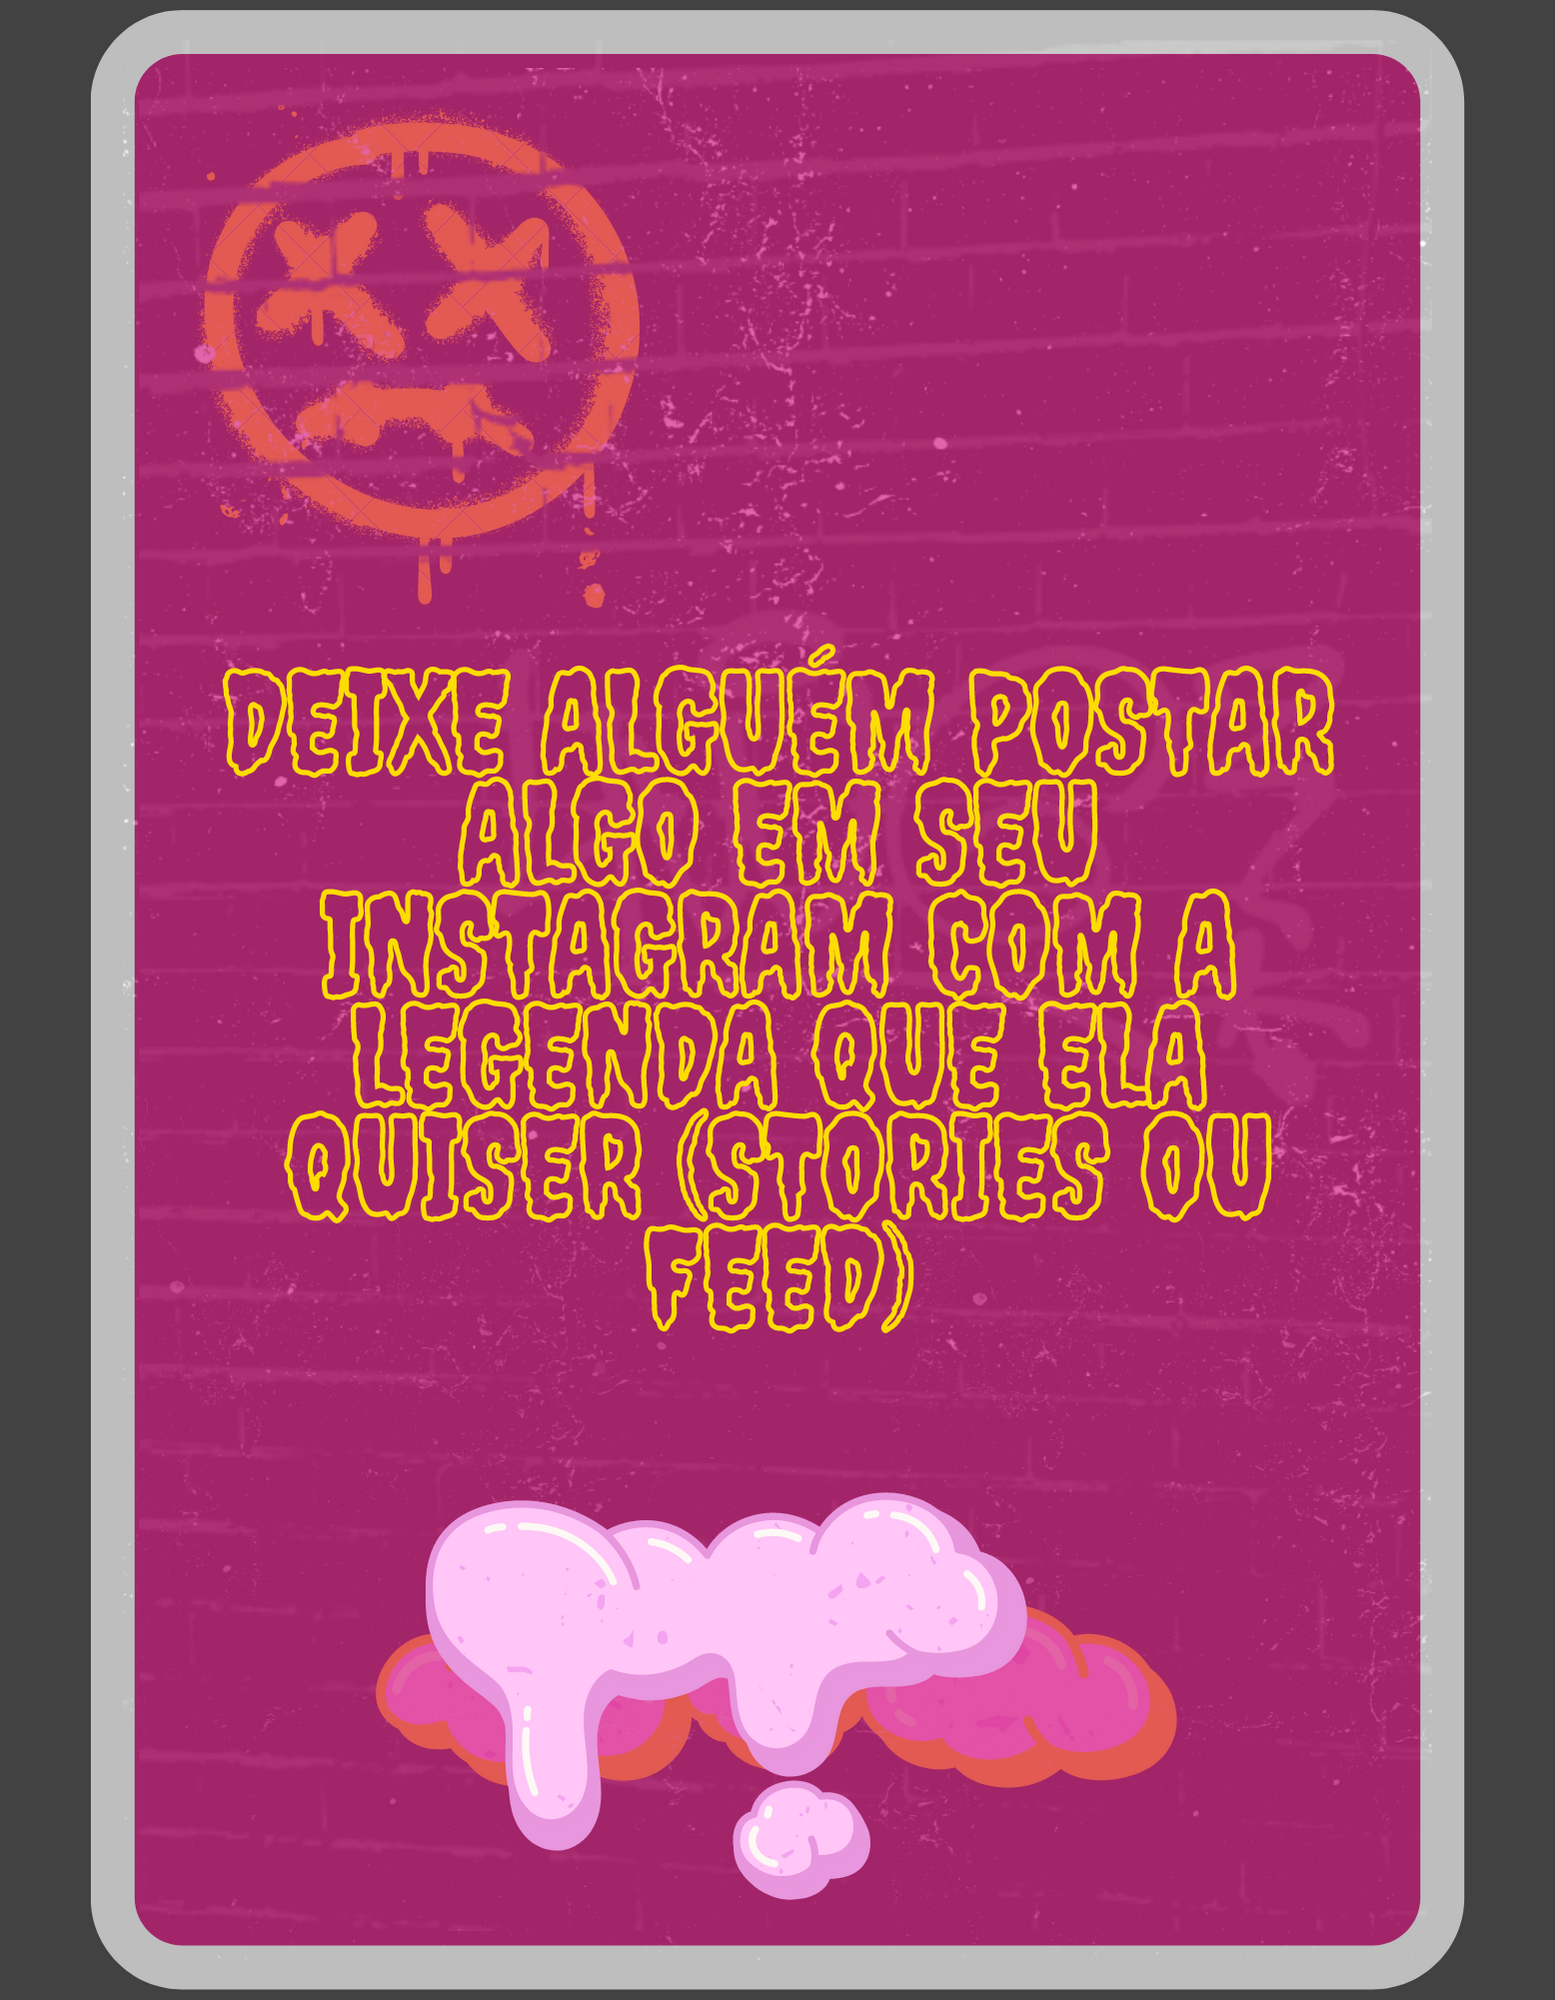 DEIXE ALGUÉM POSTAR
ALGO EM SEU
INSTAGRAM COM A
LEGENDA QUE ELA
QUISER (STORIES OU
FEED)